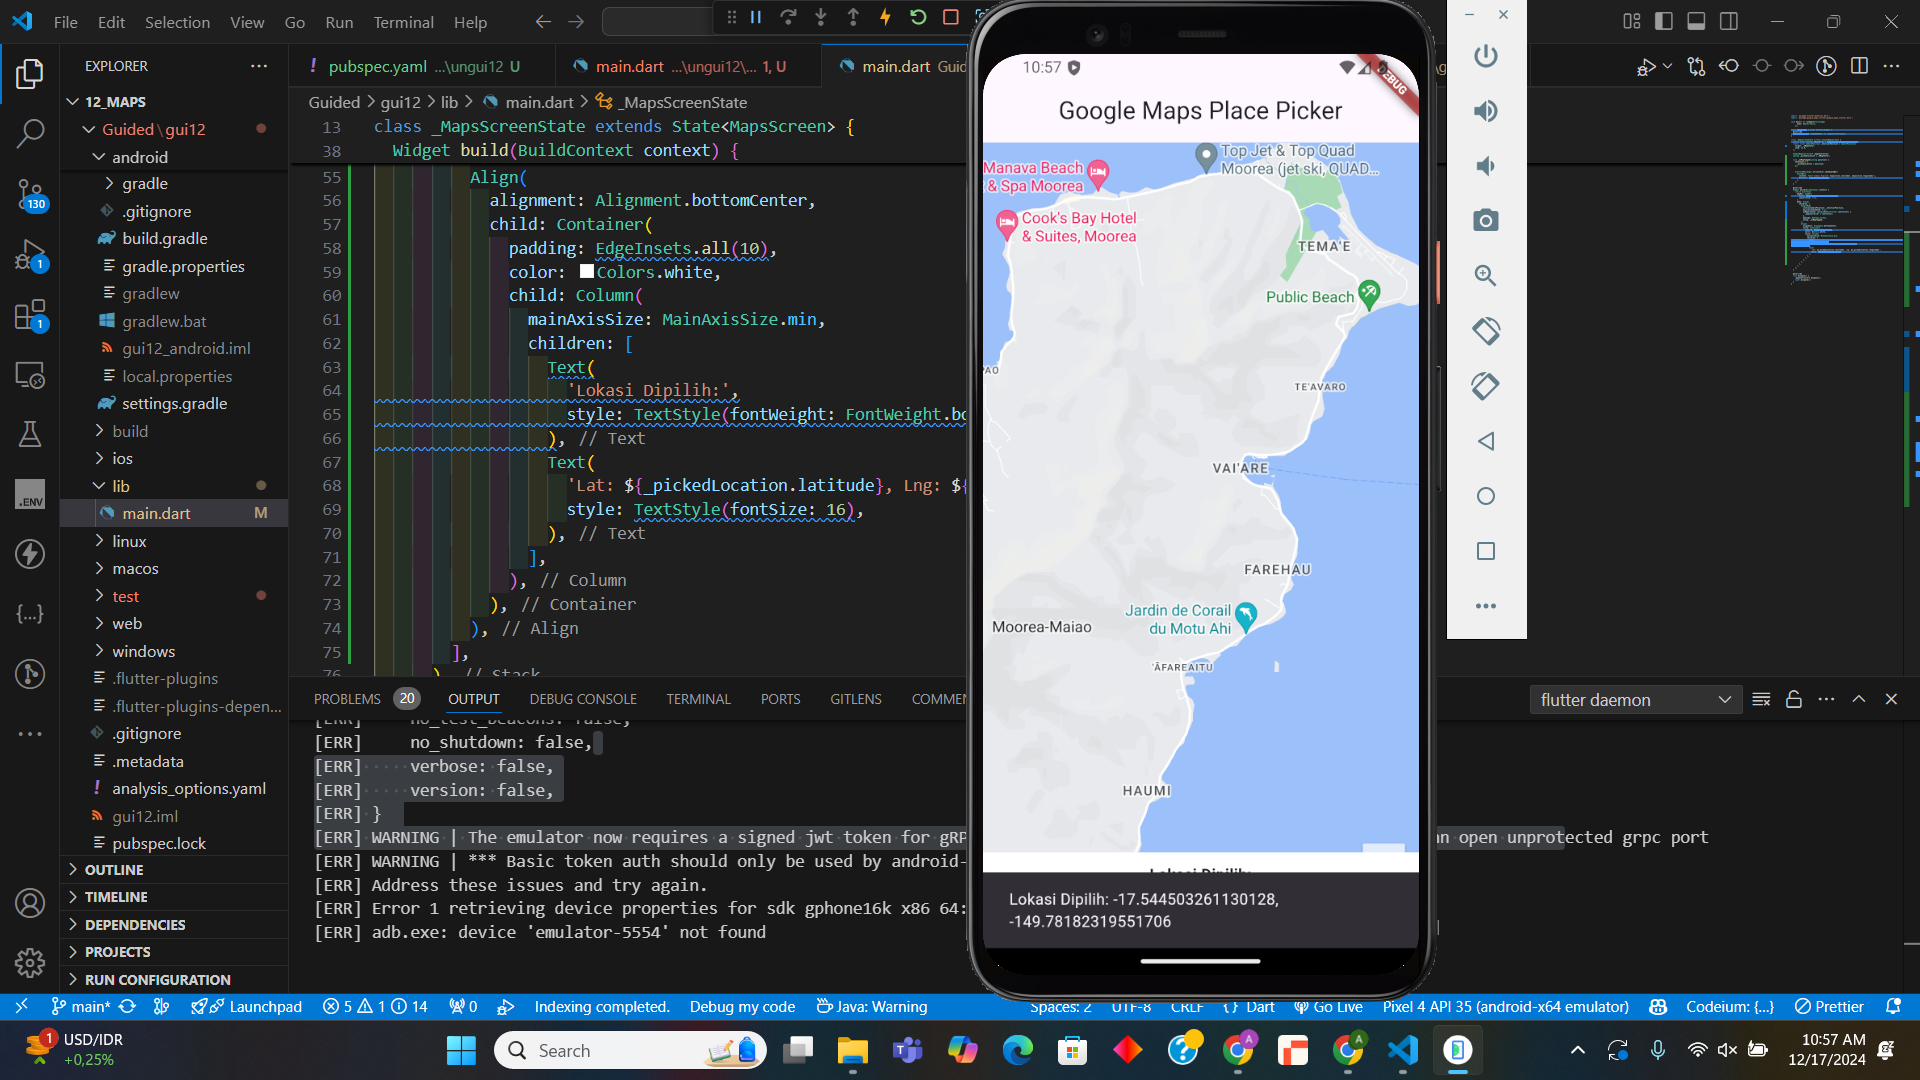 File Edit Selection View Go Run Terminal Help
EXPLORER
12_MAPS
Guided\gui12
android
gradle
.gitignore
build.gradle
gradle.properties
gradlew
gradlew.bat
gui12_android.iml
local.properties
settings.gradle
build
ios
lib
main.dart M
linux
macos
test
web
windows
.flutter-plugins
.flutter-plugins-depen...
.gitignore
.metadata
analysis_options.yaml
gui12.iml
pubspec.lock
OUTLINE
TIMELINE
DEPENDENCIES
PROJECTS
RUN CONFIGURATION
130
1
1
.ENV
! pubspec.yaml ...\ungui12 U
main.dart ...\ungui12\... 1, U
main.dart Guid
Guided > gui12 > lib > main.dart > _MapsScreenState
13 class _MapsScreenState extends State<MapsScreen> {
38 Widget build(BuildContext context) {
55 Align(
56 alignment: Alignment.bottomCenter,
57 child: Container(
58 padding: EdgeInsets.all(10),
59 color: Colors.white,
60 child: Column(
61 mainAxisSize: MainAxisSize.min,
62 children: [
63 Text(
64 'Lokasi Dipilih:',
65 style: TextStyle(fontWeight: FontWeight.bo
66 ), // Text
67 Text(
68 'Lat: ${_pickedLocation.latitude}, Lng: ${
69 style: TextStyle(fontSize: 16),
70 ), // Text
71 ],
72 ), // Column
73 ), // Container
74 ), // Align
75 ],
76 ) // Stack
PROBLEMS 20 OUTPUT DEBUG CONSOLE TERMINAL PORTS GITLENS COMMEN
flutter daemon
[ERR] no_test_beacons: false,
[ERR] no_shutdown: false,
[ERR] verbose: false,
[ERR] version: false,
[ERR] }
[ERR] WARNING | The emulator now requires a signed jwt token for gRP
n open unprotected grpc port
[ERR] WARNING | *** Basic token auth should only be used by android-
[ERR] Address these issues and try again.
[ERR] Error 1 retrieving device properties for sdk gphone16k x86 64:
[ERR] adb.exe: device 'emulator-5554' not found
10:57
DEBUG
Google Maps Place Picker
Manava Beach & Spa Moorea
Top Jet & Top Quad
Moorea (jet ski, QUAD...
Cook's Bay Hotel
& Suites, Moorea
TEMA'E
Public Beach
PAO
TE'AVARO
VAI'ARE
FAREHAU
Jardin de Corail
du Motu Ahi
Moorea-Maiao
'ĀFAREAITU
HAUMI
Lokasi Dipilih:
Lokasi Dipilih: -17.544503261130128,
-149.78182319551706
main* Launchpad 5 1 14 0 Indexing completed. Debug my code Java: Warning
Spaces: 2 UTF-8 CRLF {} Dart Go Live Pixel 4 API 35 (android-x64 emulator) Codeium: {...} Prettier
1
USD/IDR
+0,25%
Search
10:57 AM
12/17/2024